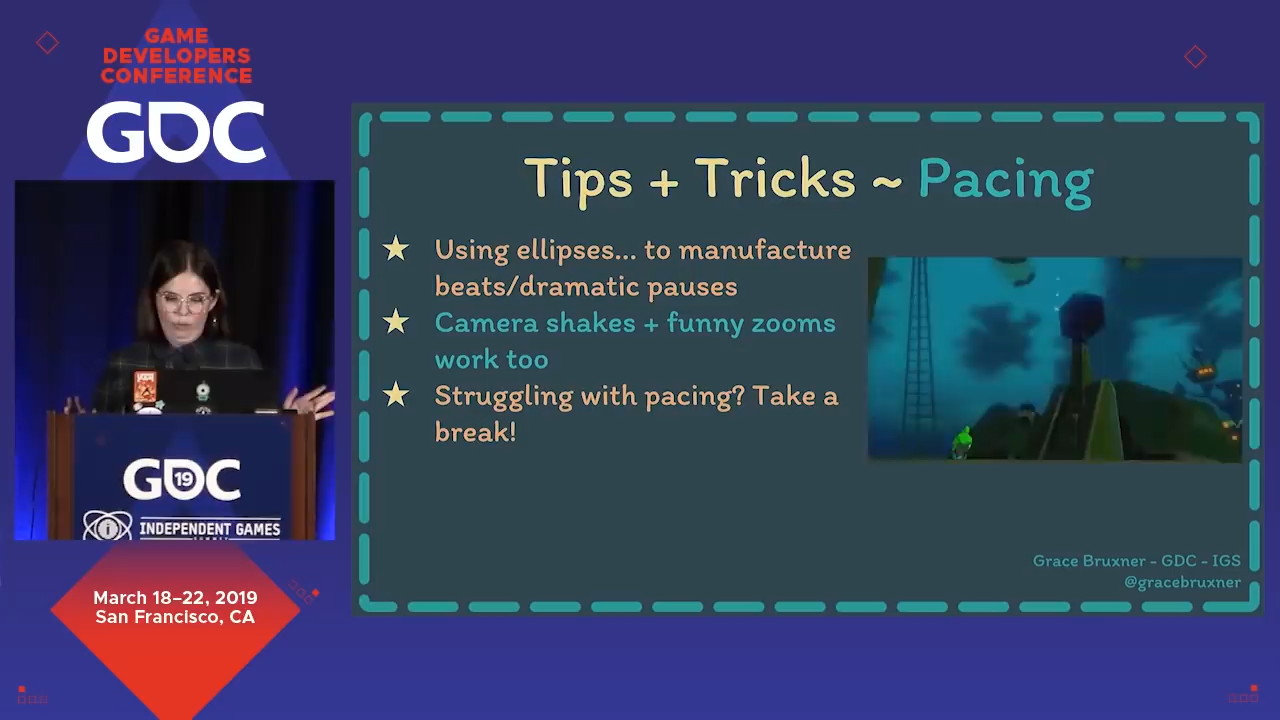 GAME
DEVELOPERS
CONFERENCE
GDC
Tips + Tricks ~ Pacing
★ Using ellipses... to manufacture
beats/dramatic pauses
★ Camera shakes + funny zooms
work too
★ Struggling with pacing? Take a
break!
Grace Bruxner - GDC - IGS
@gracebruxner
GDC
19
INDEPENDENT GAMES
March 18–22, 2019
San Francisco, CA